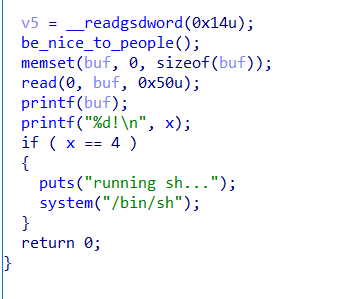 v5 = __readgsdword(0x14u);
be_nice_to_people();
memset(buf, 0, sizeof(buf));
read(0, buf, 0x50u);
printf(buf);
printf("%d!\n", x);
if ( x == 4 )
{
puts("running sh...");
system("/bin/sh");
}
return 0;
}